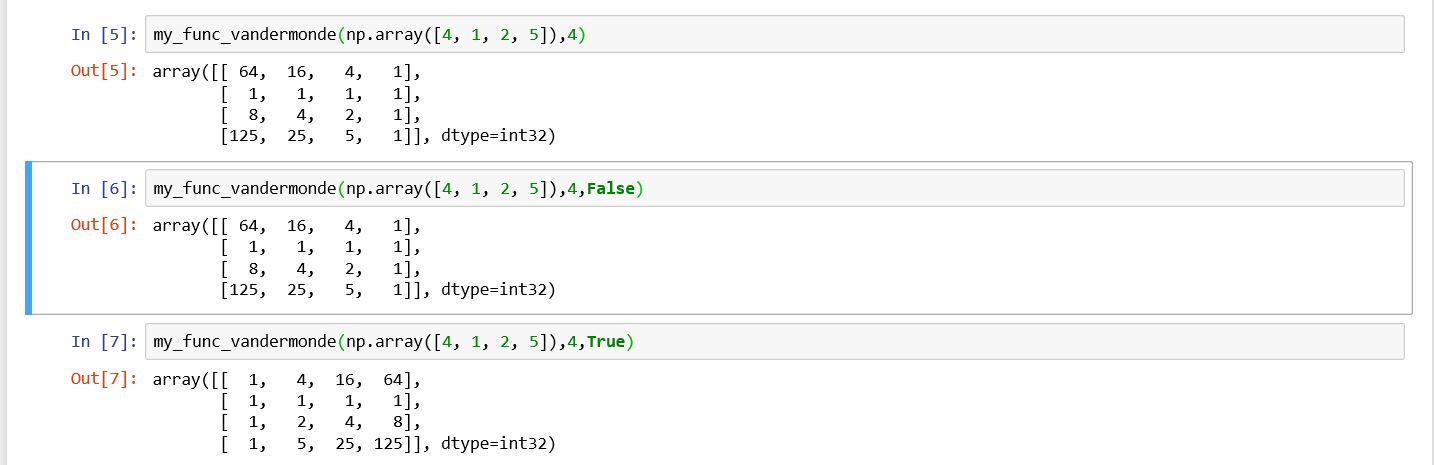 In [5]: my_func_vandermonde(np.array([4, 1, 2, 5]),4)
Out[5]: array([[ 64,  16,   4,   1],
       [  1,   1,   1,   1],
       [  8,   4,   2,   1],
       [125,  25,   5,   1]], dtype=int32)
In [6]: my_func_vandermonde(np.array([4, 1, 2, 5]),4,False)
Out[6]: array([[ 64,  16,   4,   1],
       [  1,   1,   1,   1],
       [  8,   4,   2,   1],
       [125,  25,   5,   1]], dtype=int32)
In [7]: my_func_vandermonde(np.array([4, 1, 2, 5]),4,True)
Out[7]: array([[  1,   4,  16,  64],
       [  1,   1,   1,   1],
       [  1,   2,   4,   8],
       [  1,   5,  25, 125]], dtype=int32)